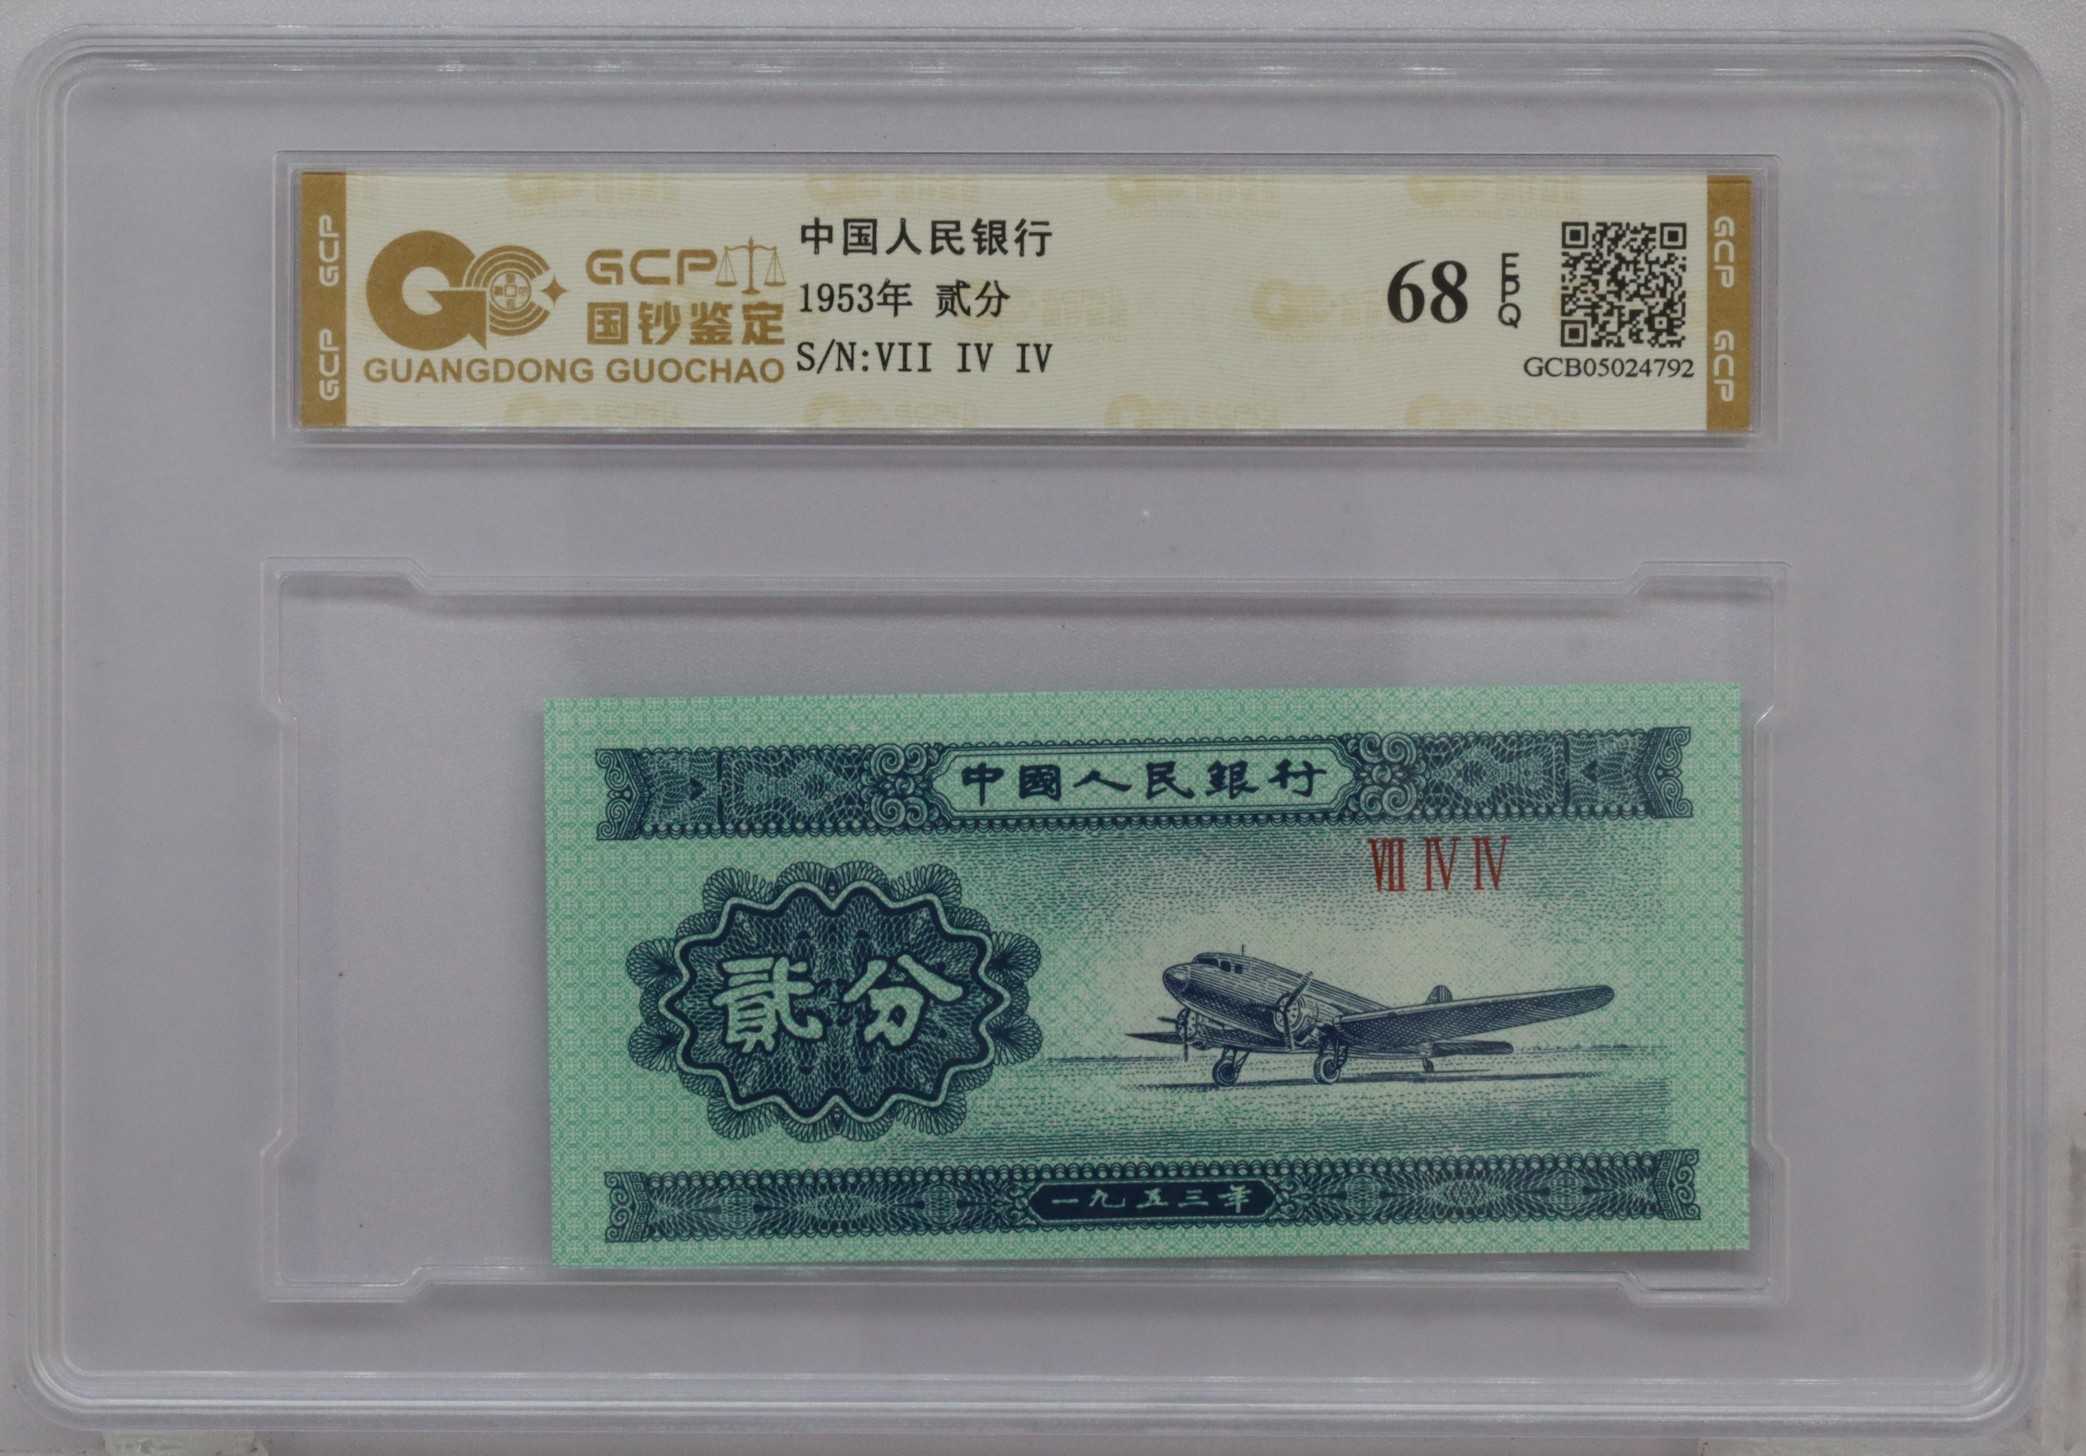 GCP GCP
GCP
国钞鉴定
GUANGDONG GUOCHAO
中国人民银行
1953年 贰分
S/N:VII IV IV
68 EPQ
GCB05024792
GCP GCP
中國人民銀行
VII IV IV
貳分
一九五三年